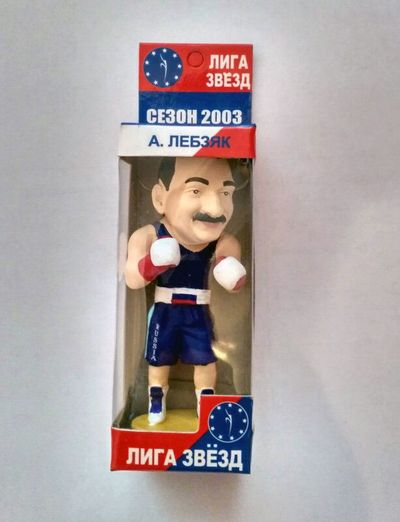 ЛИГА
ЗВЁЗД
СЕЗОН 2003
А. ЛЕБЗЯК
RUSSIA
ЛИГА ЗВЁЗД